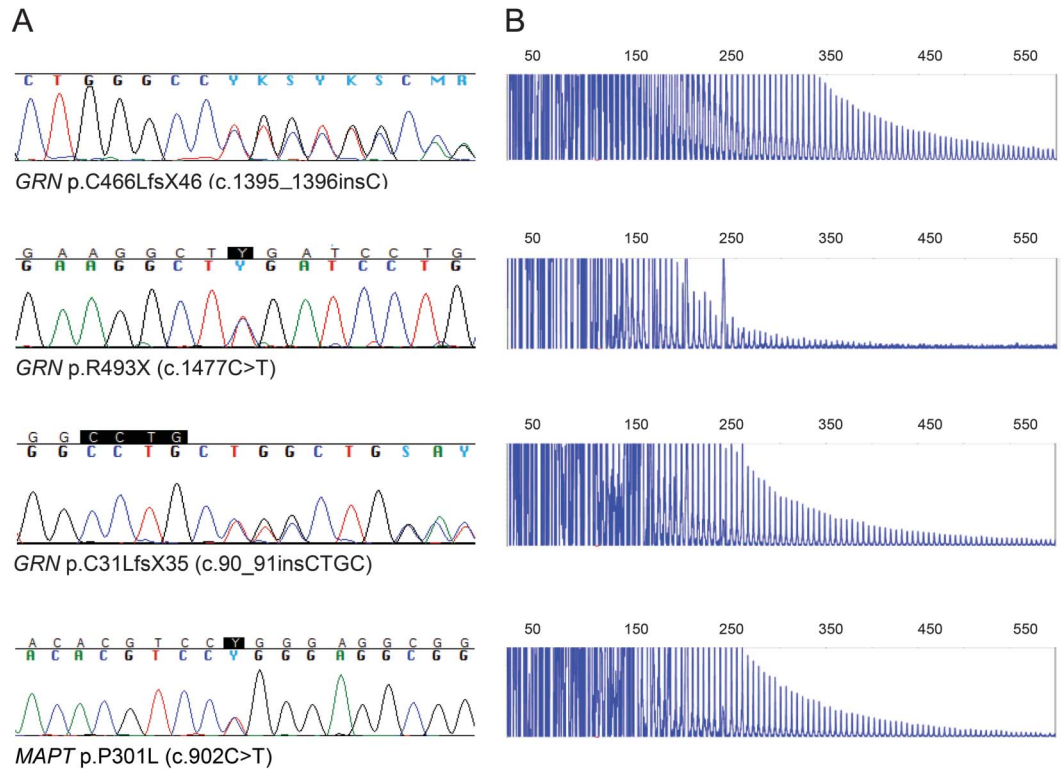 A
B
C T G G G C C Y K S Y K S C M R
50 150 250 350 450 550
GRN p.C466LfsX46 (c.1395_1396insC)
G A A G G C T Y G A T C C T G
G A A G G C T Y G A T C C T G
50 150 250 350 450 550
GRN p.R493X (c.1477C>T)
G G C C T G
G G C C T G C T G G C T G S A Y
50 150 250 350 450 550
GRN p.C31LfsX35 (c.90_91insCTGC)
A C A C G T C C Y G G G A G G C G G
A C A C G T C C Y G G G A G G C G G
50 150 250 350 450 550
MAPT p.P301L (c.902C>T)